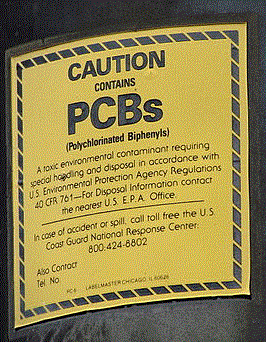 CAUTION
CONTAINS
PCBs
(Polychlorinated Biphenyls)
A toxic environmental contaminant requiring
special handling and disposal in accordance with
U.S. Environmental Protection Agency Regulations
40 CFR 761—For Disposal Information contact
the nearest U.S. E.P.A. Office.
In case of accident or spill, call toll free the U.S.
Coast Guard National Response Center:
800:424-8802
Also Contact
Tel. No.
LABELMASTER CHICAGO, IL 60626